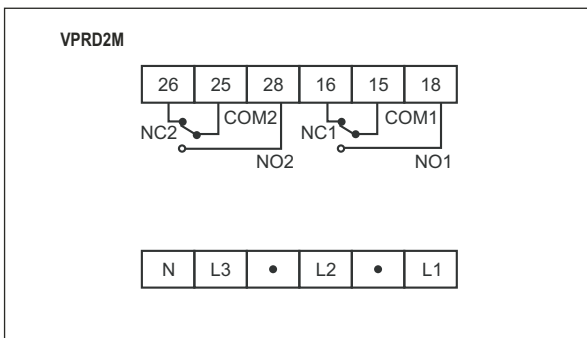 VPRD2M
26 25 28 16 15 18
NC2 COM2 NC1 COM1
NO2 NO1
N L3 • L2 • L1